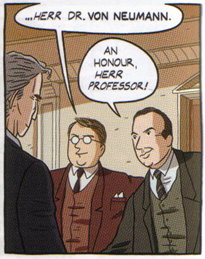 ...HERR DR. VON NEUMANN.
AN
HONOUR,
HERR
PROFESSOR!